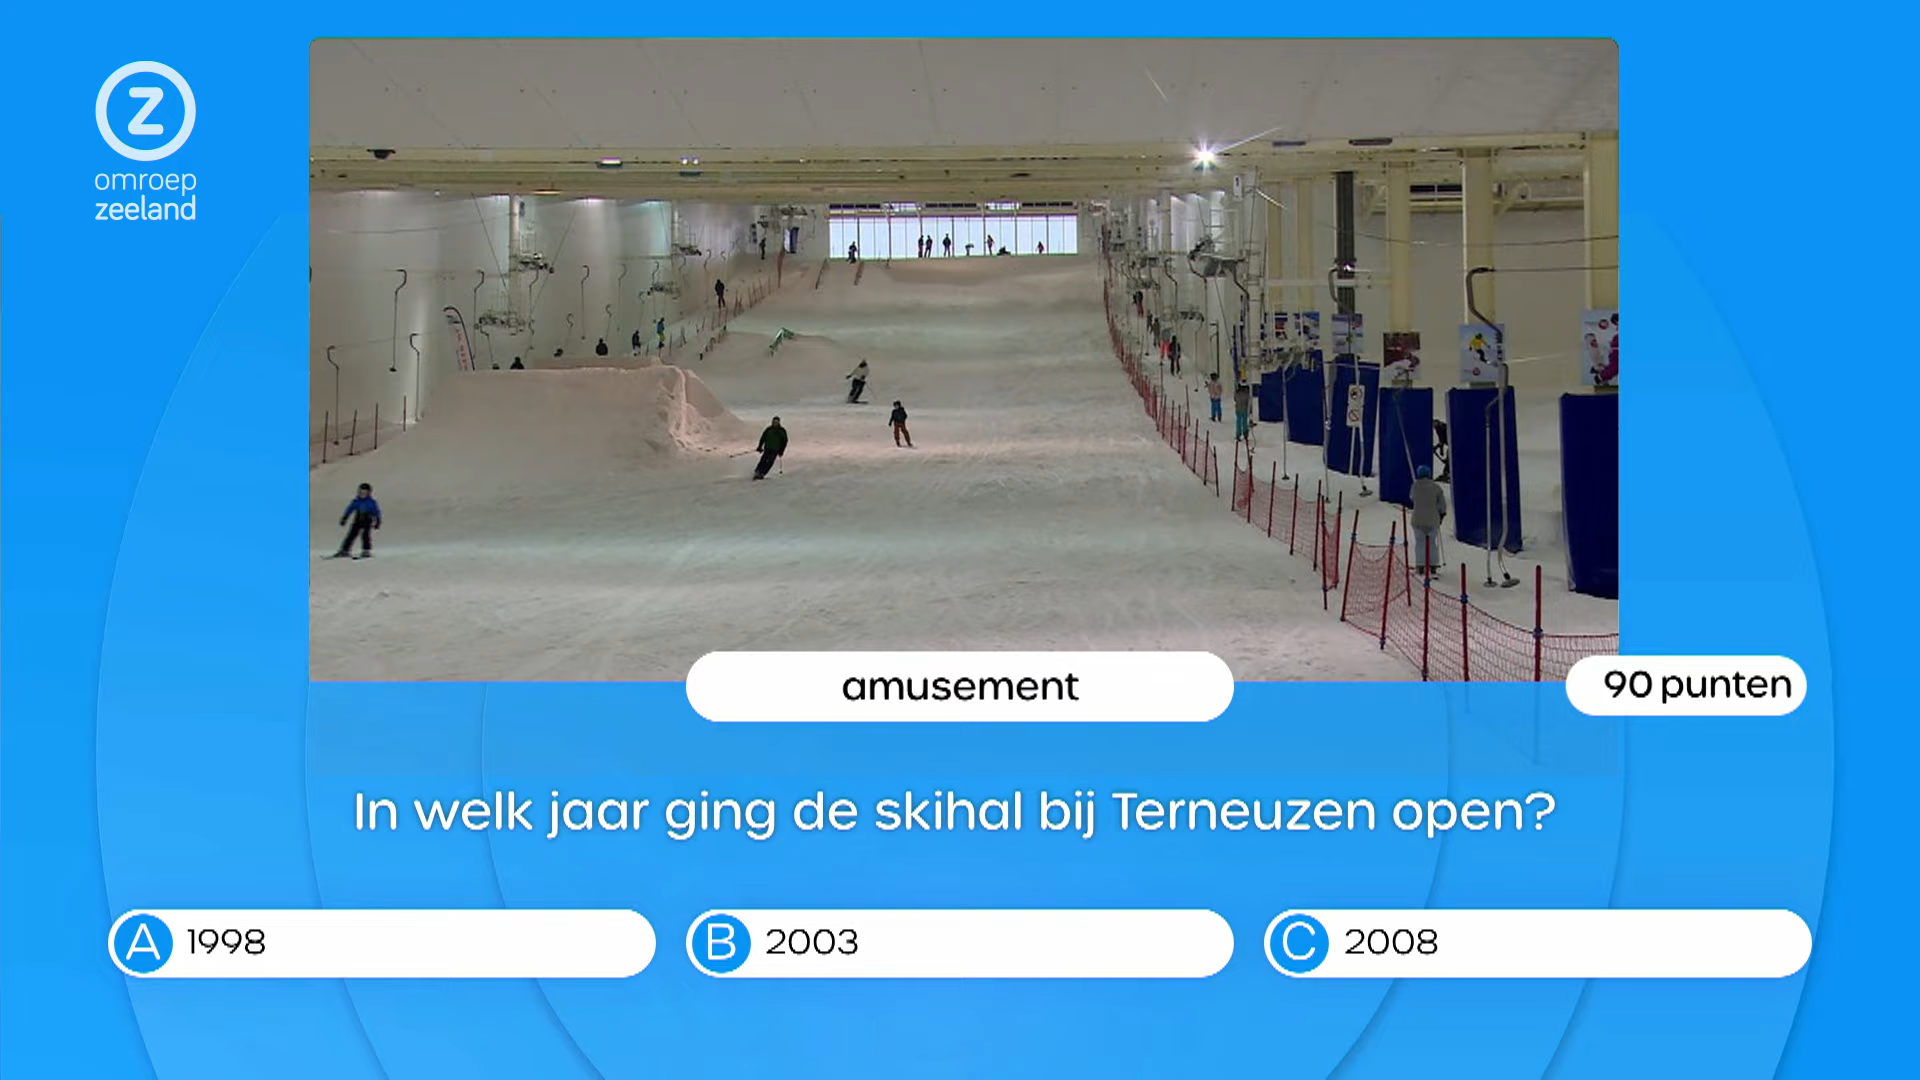 Z
omroep
zeeland
amusement
90 punten
In welk jaar ging de skihal bij Terneuzen open?
A 1998
B 2003
C 2008